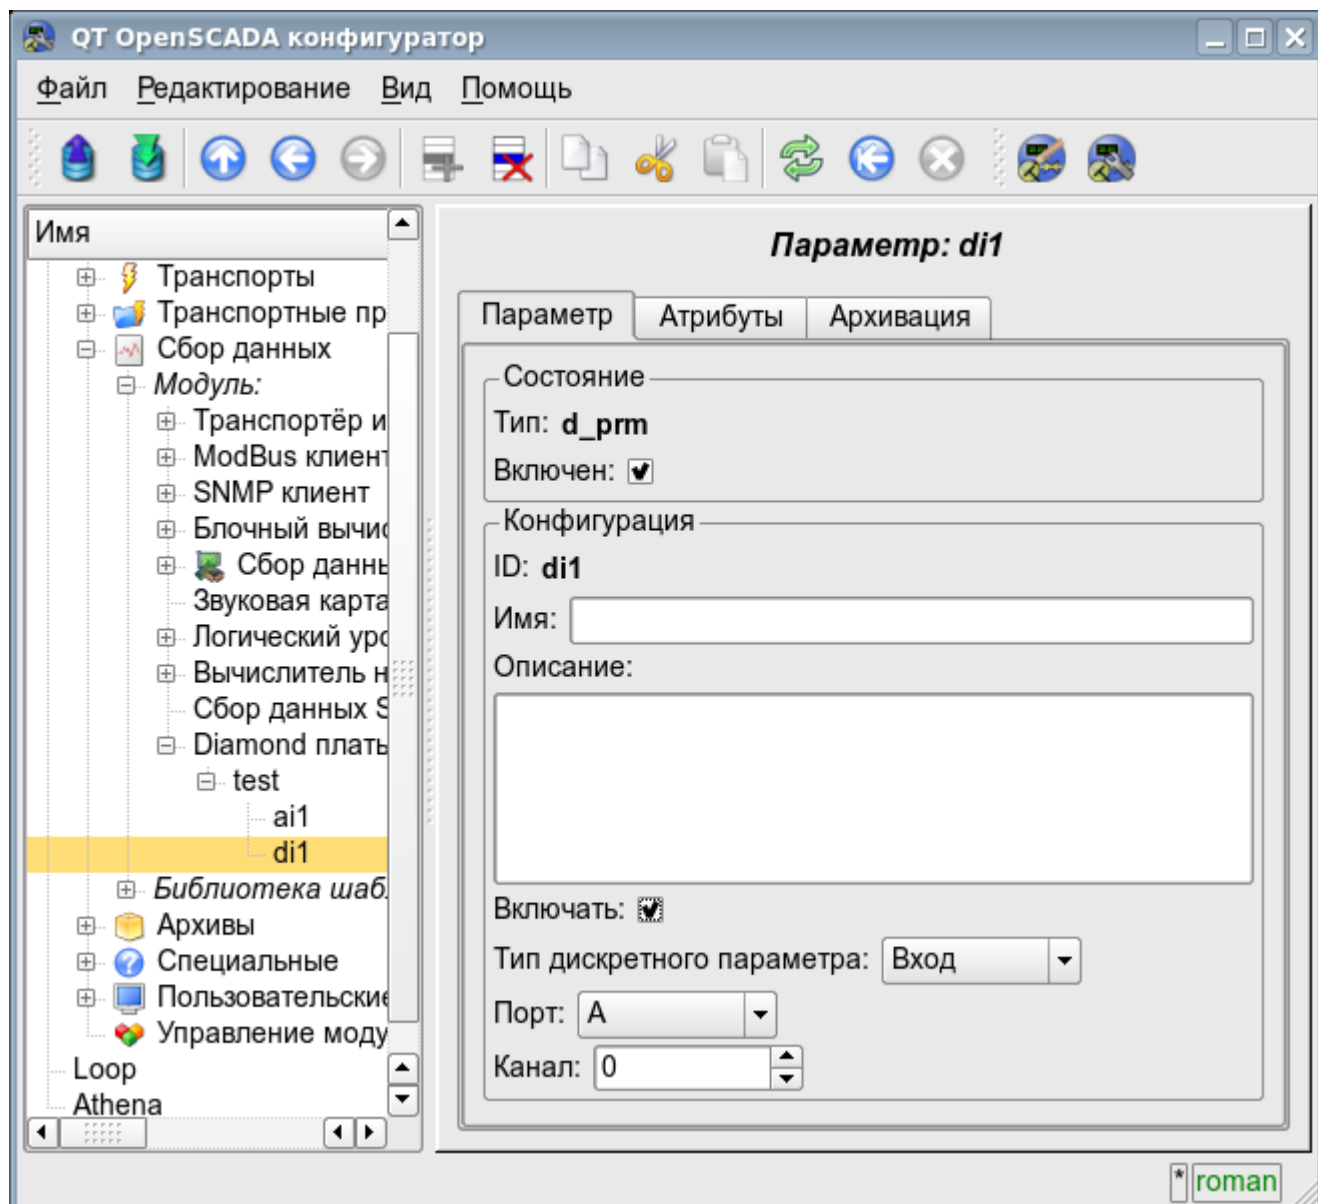 QT OpenSCADA конфигуратор
Файл Редактирование Вид Помощь
Имя
Транспорты
Транспортные пр
Сбор данных
Модуль:
Транспортёр и
ModBus клиент
SNMP клиент
Блочный вычис
Сбор данны
Звуковая карта
Логический уро
Вычислитель н
Сбор данных S
Diamond платы
test
ai1
di1
Библиотека шаб
Архивы
Специальные
Пользовательские
Управление моду
Loop
Athena
Параметр: di1
Параметр Атрибуты Архивация
Состояние
Тип: d_prm
Включен:
Конфигурация
ID: di1
Имя:
Описание:
Включать:
Тип дискретного параметра: Вход
Порт: A
Канал: 0
* roman